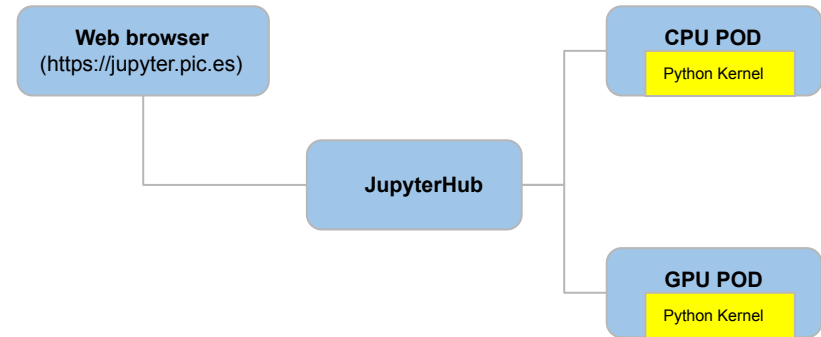 Web browser
(https://jupyter.pic.es)
JupyterHub
CPU POD
Python Kernel
GPU POD
Python Kernel